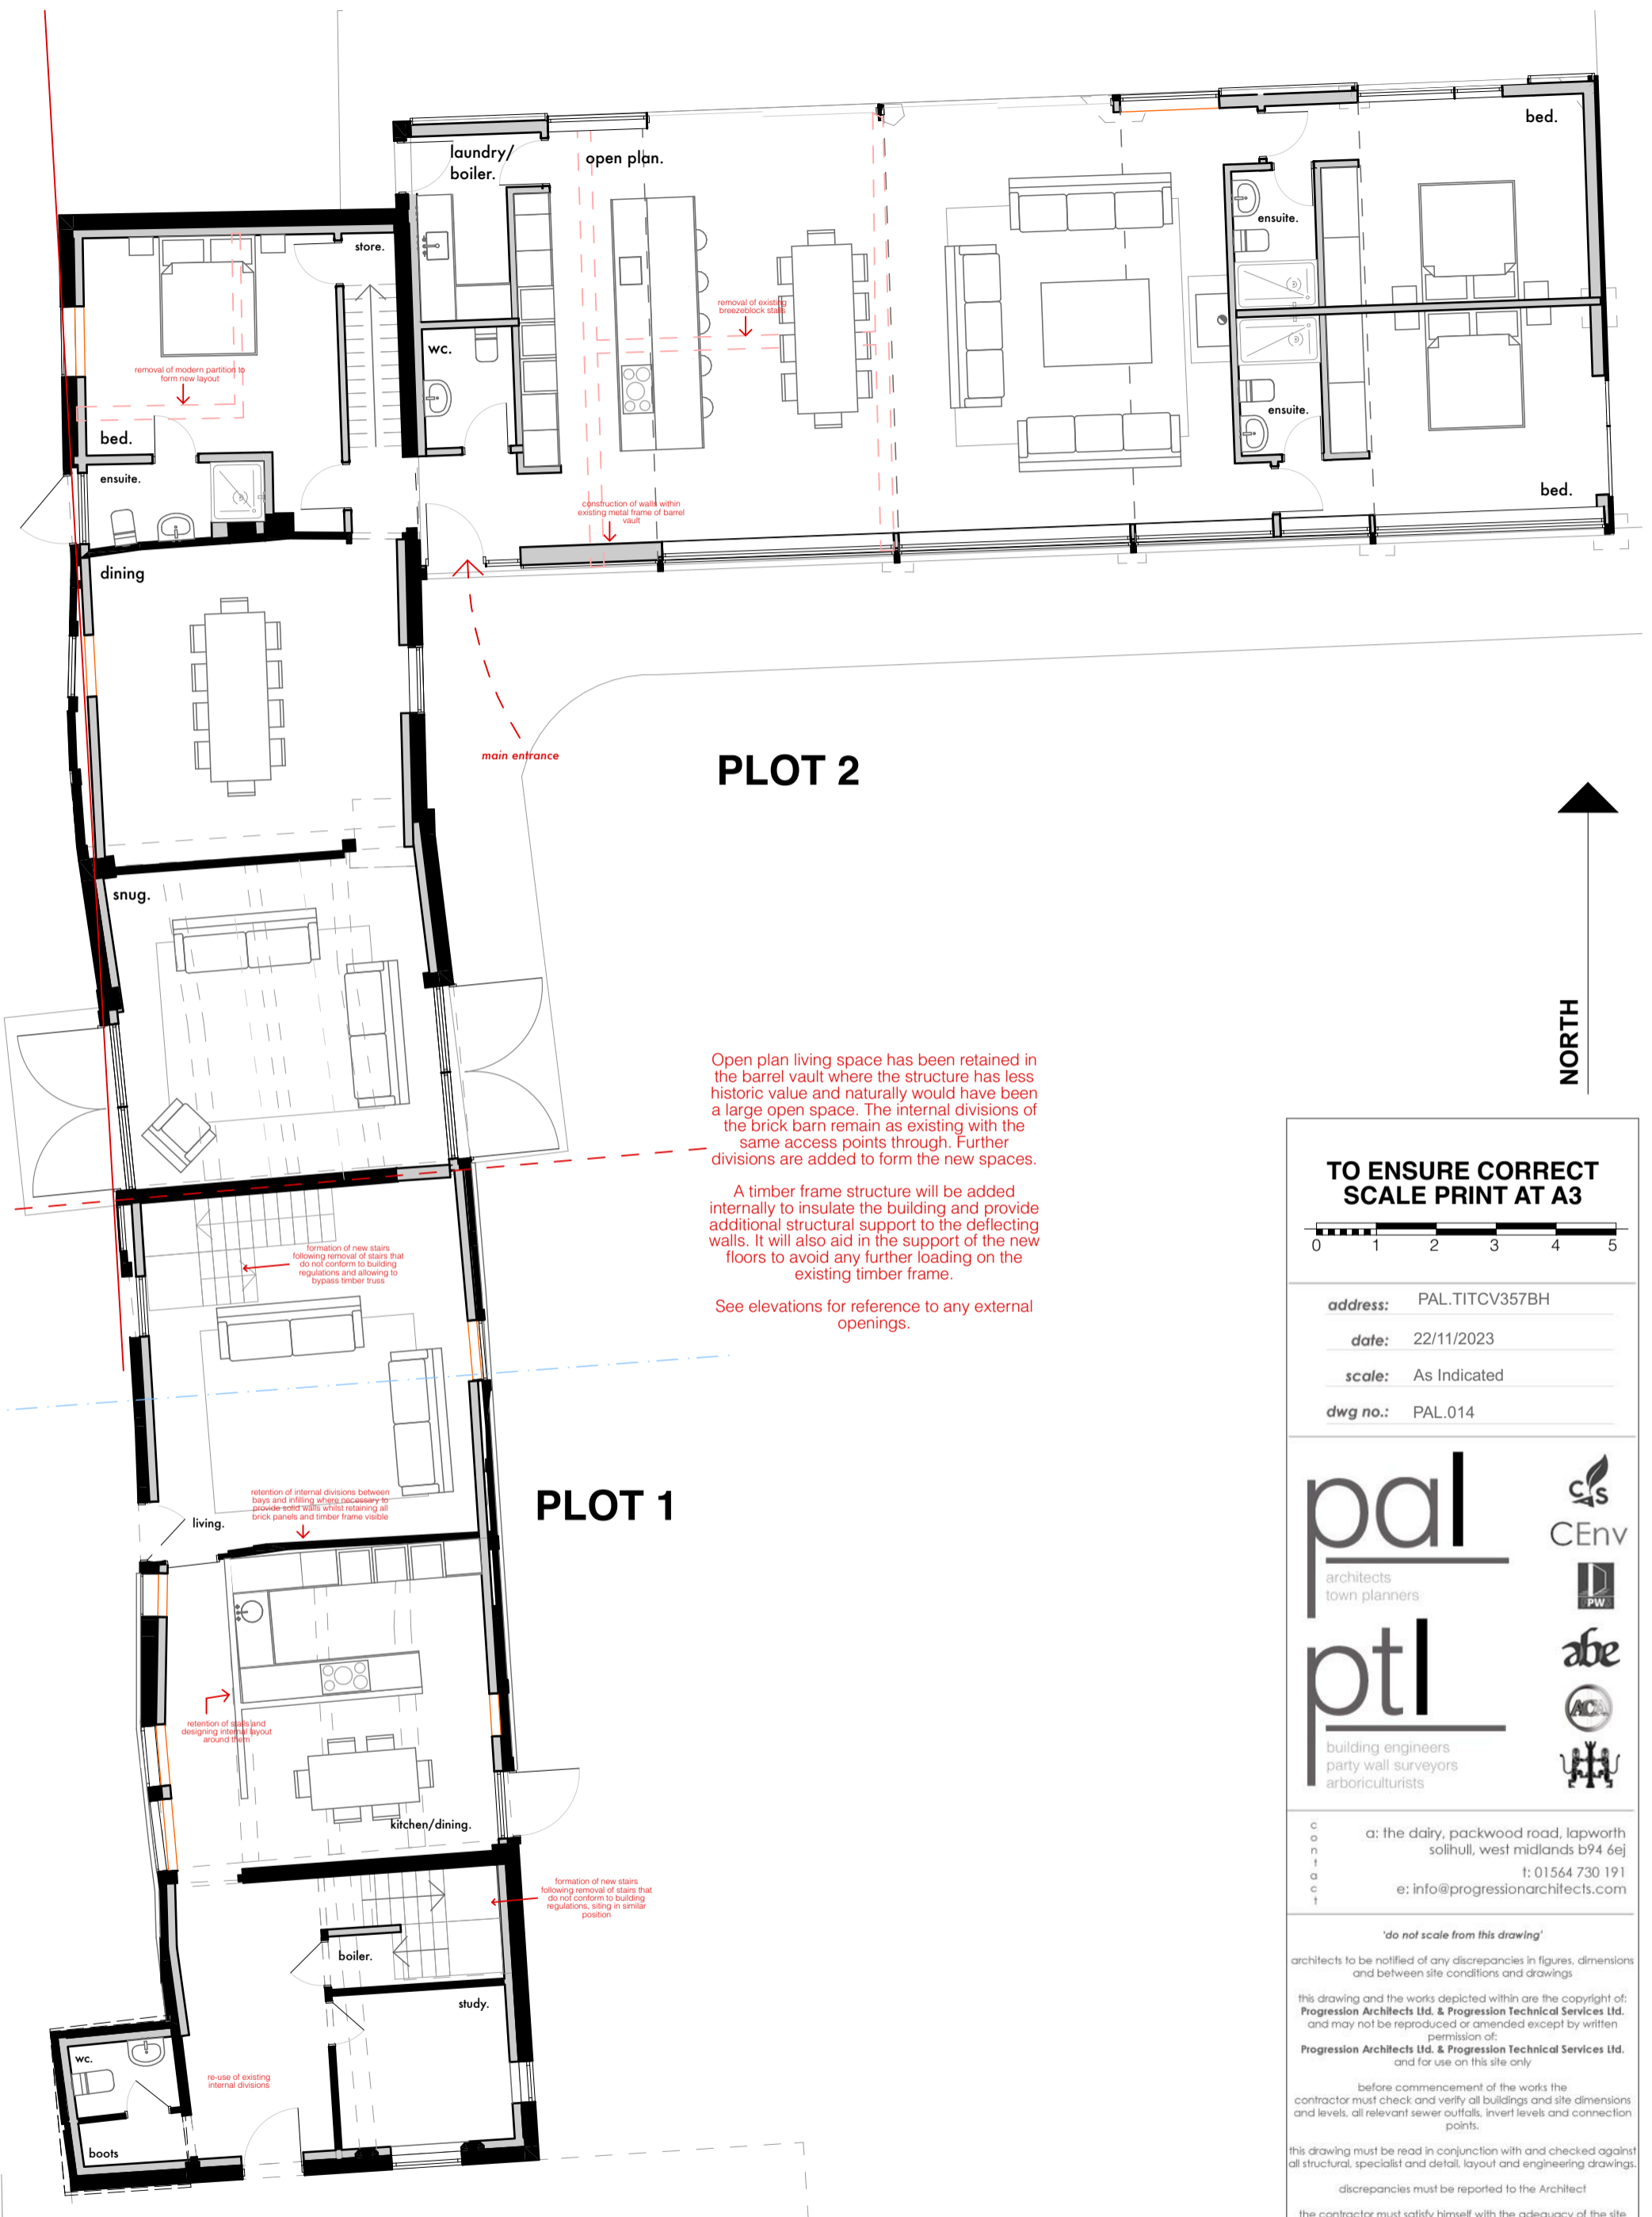 laundry/
boiler.
open plan.
bed.
ensuite.
store.
removal of existing
breezeblock stalls
wc.
removal of modern partition to
form new layout
bed.
ensuite.
ensuite.
bed.
construction of walls within
existing metal frame of barrel
vault
dining
main entrance
PLOT 2
snug.
NORTH
Open plan living space has been retained in
the barrel vault where the structure has less
historic value and naturally would have been
a large open space. The internal divisions of
the brick barn remain as existing with the
same access points through. Further
divisions are added to form the new spaces.
A timber frame structure will be added
internally to insulate the building and provide
additional structural support to the deflecting
walls. It will also aid in the support of the new
floors to avoid any further loading on the
existing timber frame.
See elevations for reference to any external
openings.
formation of new stairs
following removal of stairs that
do not conform to building
regulations and allowing to
bypass timber truss
retention of internal divisions between
bays and infilling where necessary to
provide solid walls whilst retaining all
brick panels and timber frame visible
living.
PLOT 1
retention of stalls and
designing internal layout
around them
kitchen/dining.
formation of new stairs
following removal of stairs that
do not conform to building
regulations, siting in similar
position
boiler.
study.
wc.
re-use of existing
internal divisions
boots
TO ENSURE CORRECT
SCALE PRINT AT A3
0 1 2 3 4 5
address: PAL.TITCV357BH
date: 22/11/2023
scale: As Indicated
dwg no.: PAL.014
pal
architects
town planners
CS
CEnv
PW
ptl
building engineers
party wall surveyors
arboriculturists
abe
ACA
contact
a: the dairy, packwood road, lapworth
solihull, west midlands b94 6ej
t: 01564 730 191
e: info@progressionarchitects.com
'do not scale from this drawing'
architects to be notified of any discrepancies in figures, dimensions
and between site conditions and drawings
this drawing and the works depicted within are the copyright of:
Progression Architects Ltd. & Progression Technical Services Ltd.
and may not be reproduced or amended except by written
permission of:
Progression Architects Ltd. & Progression Technical Services Ltd.
and for use on this site only
before commencement of the works the
contractor must check and verify all buildings and site dimensions
and levels, all relevant sewer outfalls, invert levels and connection
points.
this drawing must be read in conjunction with and checked against
all structural, specialist and detail, layout and engineering drawings.
discrepancies must be reported to the Architect
the contractor must satisfy himself with the adequacy of the site